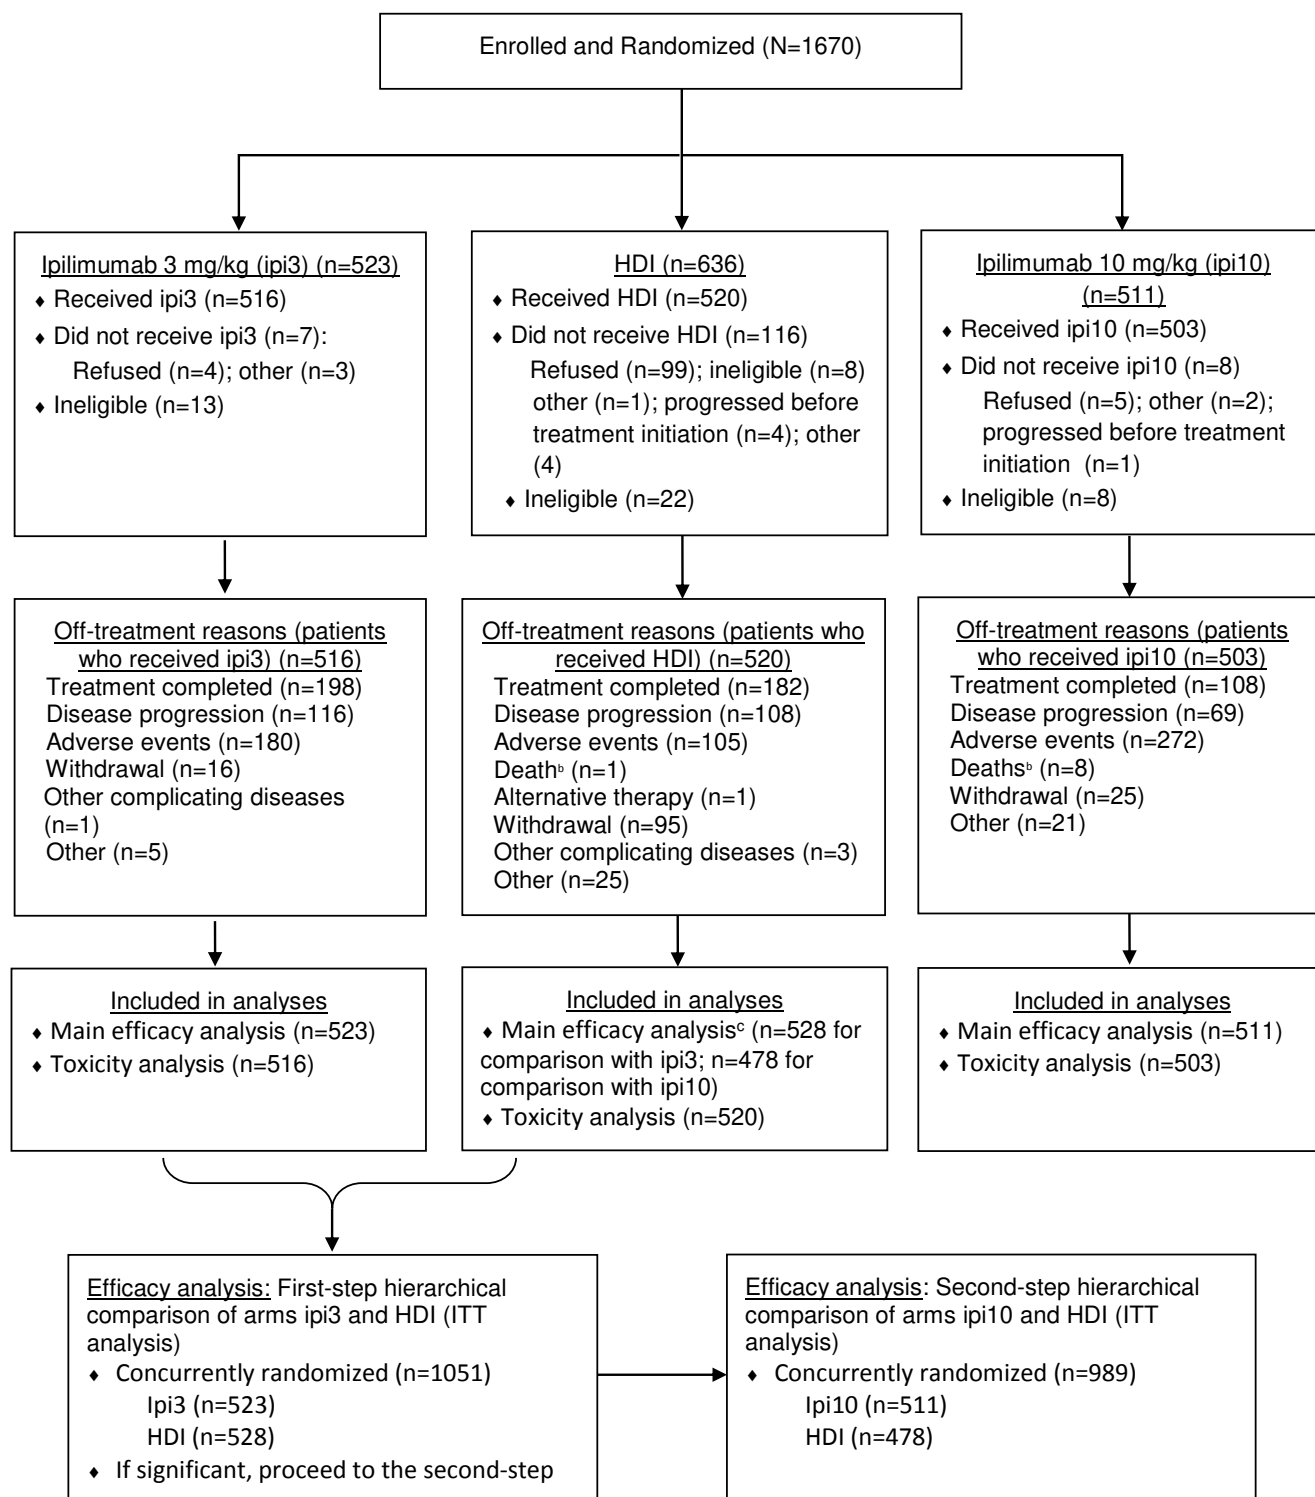 Enrolled and Randomized (N=1670)
Ipilimumab 3 mg/kg (ipi3) (n=523)
♦ Received ipi3 (n=516)
♦ Did not receive ipi3 (n=7):
Refused (n=4); other (n=3)
♦ Ineligible (n=13)
HDI (n=636)
♦ Received HDI (n=520)
♦ Did not receive HDI (n=116)
Refused (n=99); ineligible (n=8)
other (n=1); progressed before
treatment initiation (n=4); other
(4)
♦ Ineligible (n=22)
Ipilimumab 10 mg/kg (ipi10)
(n=511)
♦ Received ipi10 (n=503)
♦ Did not receive ipi10 (n=8)
Refused (n=5); other (n=2);
progressed before treatment
initiation (n=1)
♦ Ineligible (n=8)
Off-treatment reasons (patients
who received ipi3) (n=516)
Treatment completed (n=198)
Disease progression (n=116)
Adverse events (n=180)
Withdrawal (n=16)
Other complicating diseases
(n=1)
Other (n=5)
Off-treatment reasons (patients who
received HDI) (n=520)
Treatment completed (n=182)
Disease progression (n=108)
Adverse events (n=105)
Deathᵇ (n=1)
Alternative therapy (n=1)
Withdrawal (n=95)
Other complicating diseases (n=3)
Other (n=25)
Off-treatment reasons (patients
who received ipi10 (n=503)
Treatment completed (n=108)
Disease progression (n=69)
Adverse events (n=272)
Deathsᵇ (n=8)
Withdrawal (n=25)
Other (n=21)
Included in analyses
♦ Main efficacy analysis (n=523)
♦ Toxicity analysis (n=516)
Included in analyses
♦ Main efficacy analysisᶜ (n=528 for
comparison with ipi3; n=478 for
comparison with ipi10)
♦ Toxicity analysis (n=520)
Included in analyses
♦ Main efficacy analysis (n=511)
♦ Toxicity analysis (n=503)
Efficacy analysis: First-step hierarchical
comparison of arms ipi3 and HDI (ITT
analysis)
♦ Concurrently randomized (n=1051)
Ipi3 (n=523)
HDI (n=528)
♦ If significant, proceed to the second-step
Efficacy analysis: Second-step hierarchical
comparison of arms ipi10 and HDI (ITT
analysis)
♦ Concurrently randomized (n=989)
Ipi10 (n=511)
HDI (n=478)